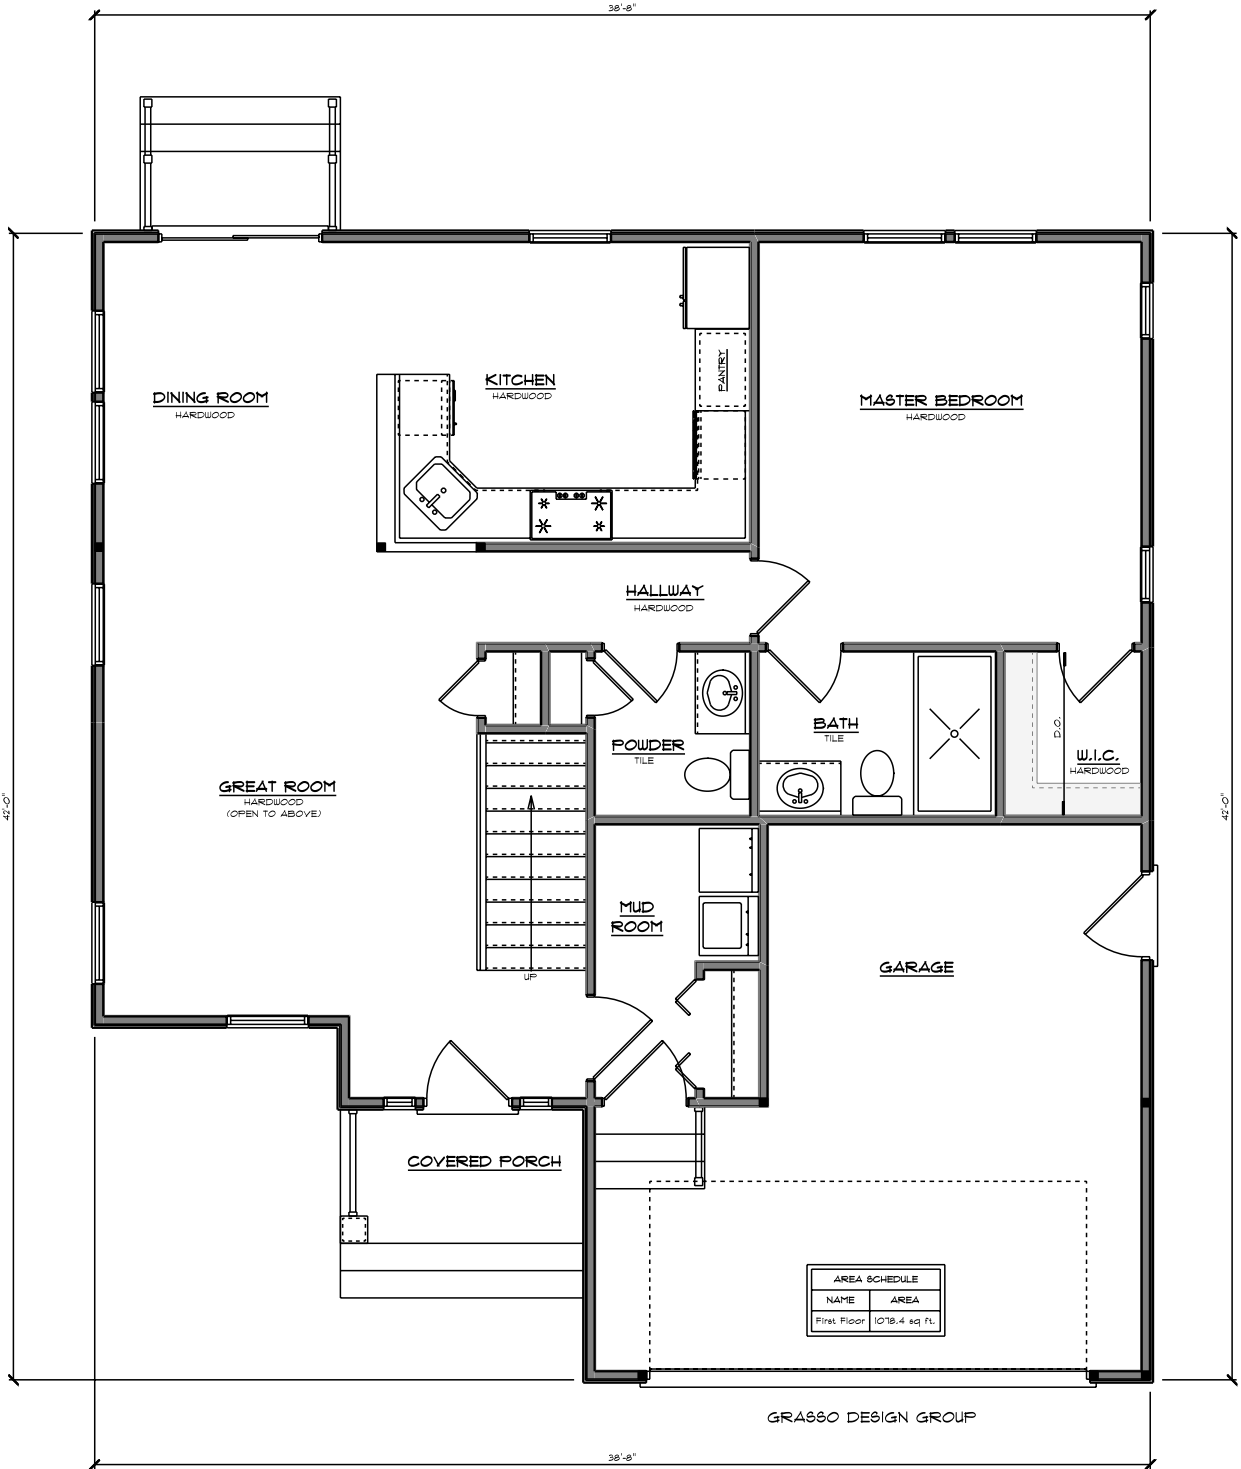 38'-8"
KITCHEN
HARDWOOD
PANTRY
DINING ROOM
HARDWOOD
MASTER BEDROOM
HARDWOOD
HALLWAY
HARDWOOD
POWDER
TILE
BATH
TILE
D.O.
W.I.C.
HARDWOOD
GREAT ROOM
HARDWOOD
(OPEN TO ABOVE)
42'-0"
42'-0"
MUD
ROOM
UP
GARAGE
COVERED PORCH
AREA SCHEDULE
NAME AREA
First Floor 1078.4 sq ft.
GRASSO DESIGN GROUP
38'-8"